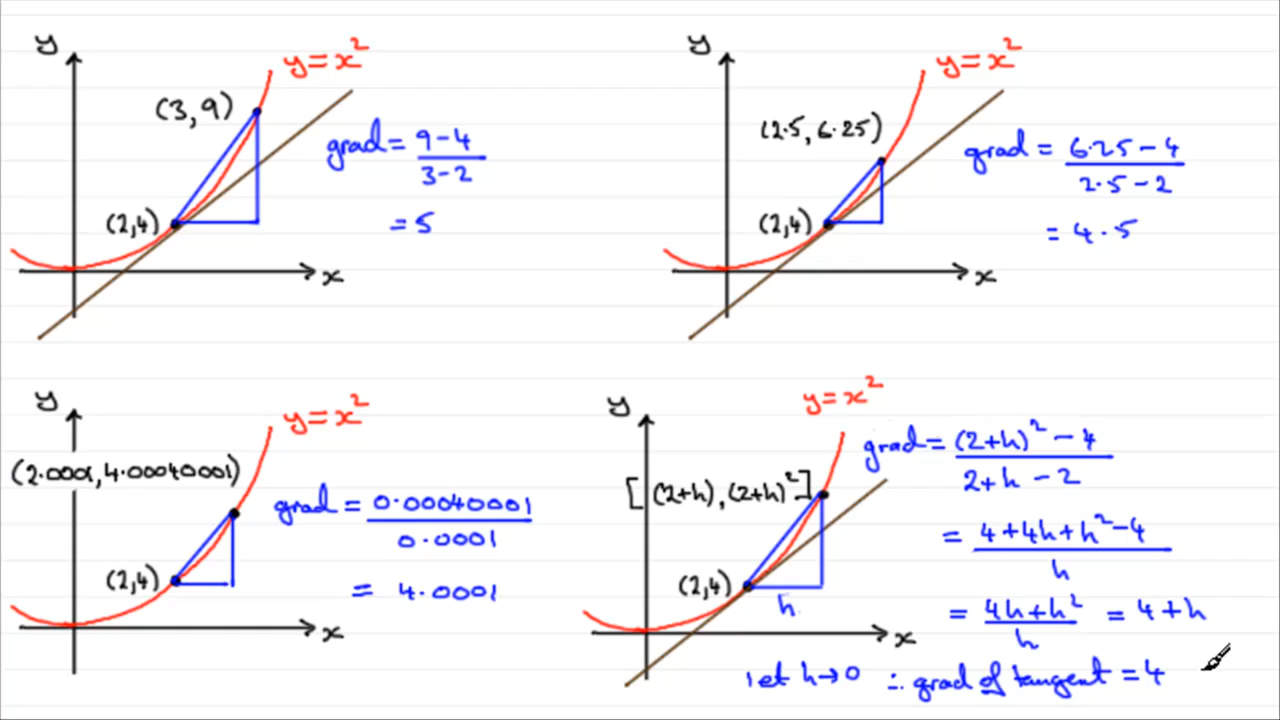 y
y = x²
(3, 9)
grad = 9 - 4 / 3 - 2
= 5
(2,4)
x
y
y = x²
(2·5, 6·25)
grad = 6·25 - 4 / 2·5 - 2
= 4·5
(2,4)
x
y
y = x²
(2·0001, 4·00040001)
grad = 0·00040001 / 0·0001
= 4·0001
(2,4)
x
y
y = x²
[(2+h), (2+h)²]
grad = (2+h)² - 4 / 2+h - 2
= 4+4h+h²-4 / h
(2,4)
h
= 4h+h² / h = 4+h
x
let h→0 ∴ grad of tangent = 4